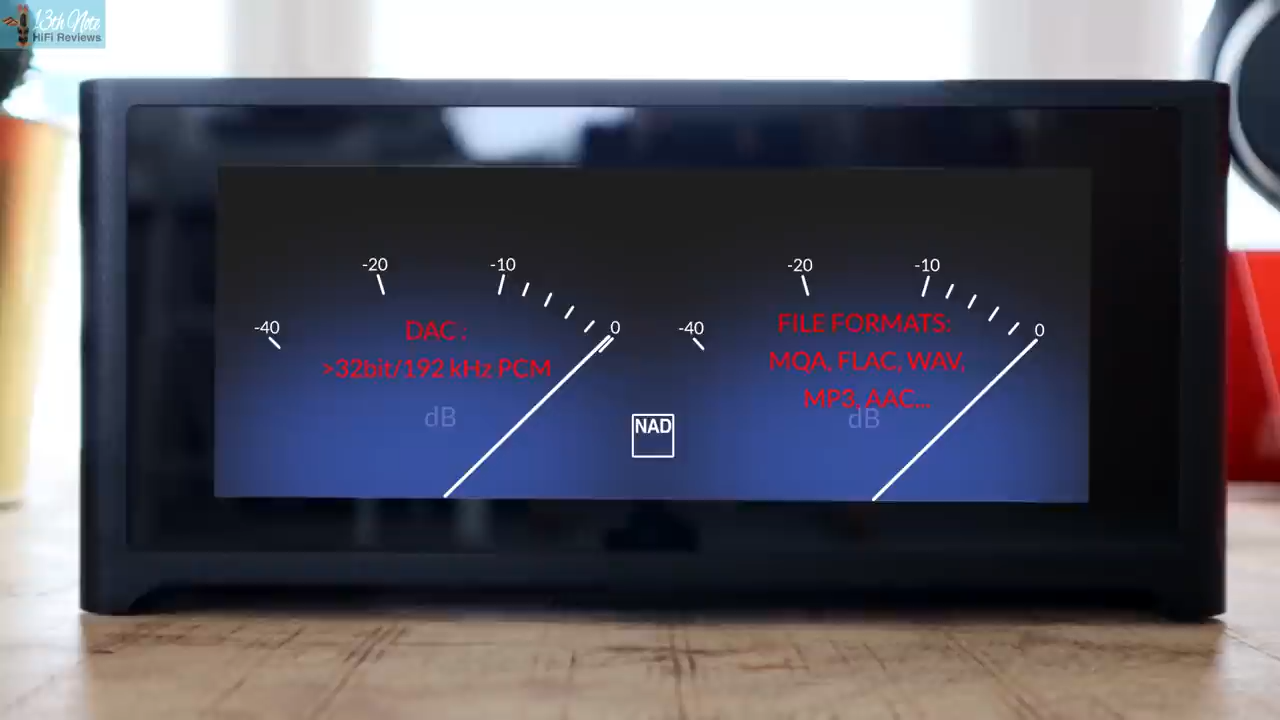 13th Note
HiFi Reviews
-20
-10
-40
0
DAC :
>32bit/192 kHz PCM
dB
NAD
-20
-10
-40
0
FILE FORMATS:
MQA, FLAC, WAV,
MP3, AAC...
dB